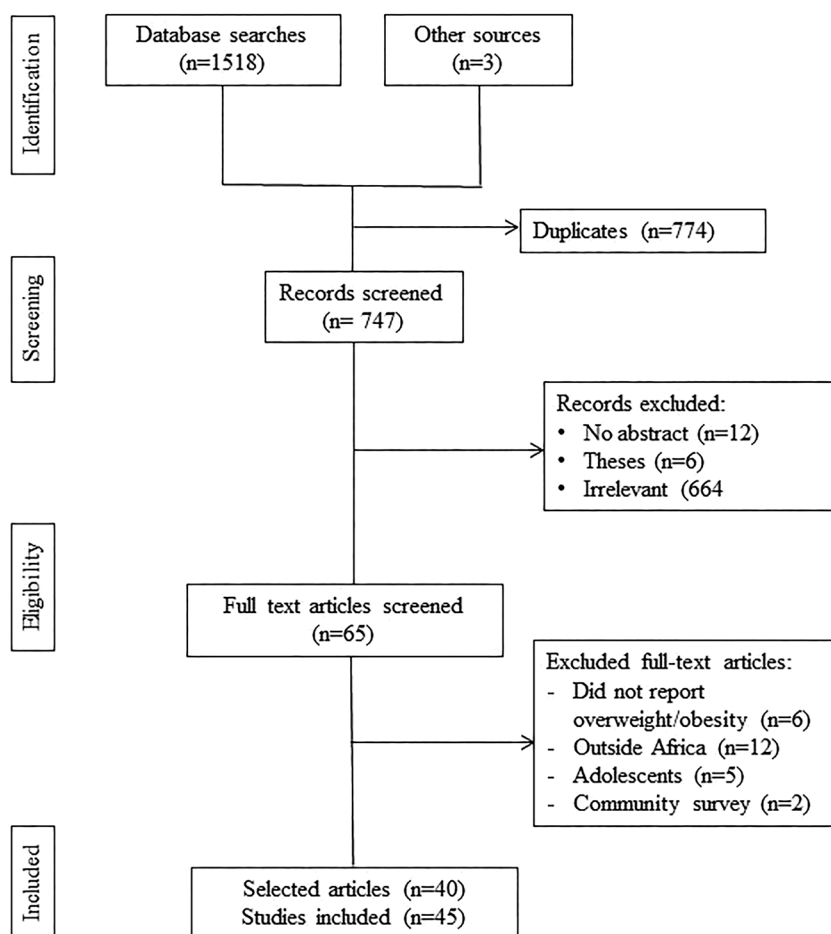 Identification
Database searches
(n=1518)
Other sources
(n=3)
Duplicates (n=774)
Screening
Records screened
(n= 747)
Records excluded:
• No abstract (n=12)
• Theses (n=6)
• Irrelevant (664
Eligibility
Full text articles screened
(n=65)
Excluded full-text articles:
- Did not report
overweight/obesity (n=6)
- Outside Africa (n=12)
- Adolescents (n=5)
- Community survey (n=2)
Included
Selected articles (n=40)
Studies included (n=45)